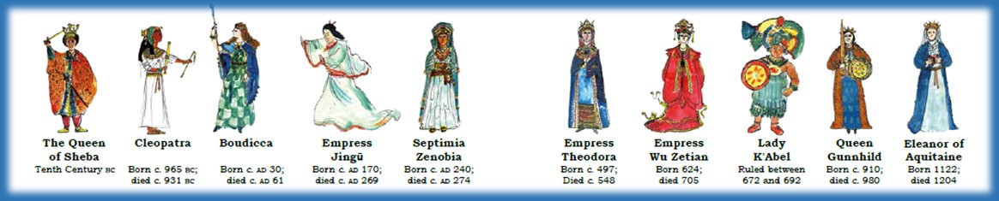 The Queen
of Sheba
Tenth Century BC
Cleopatra
Born c. 965 BC;
died c. 931 BC
Boudicca
Born c. AD 30;
died c. AD 61
Empress
Jingū
Born c. AD 170;
died c. AD 269
Septimia
Zenobia
Born c. AD 240;
died c. AD 274
Empress
Theodora
Born c. 497;
Died c. 548
Empress
Wu Zetian
Born 624;
died 705
Lady
K'Abel
Ruled between
672 and 692
Queen
Gunnhild
Born c. 910;
died c. 980
Eleanor of
Aquitaine
Born 1122;
died 1204